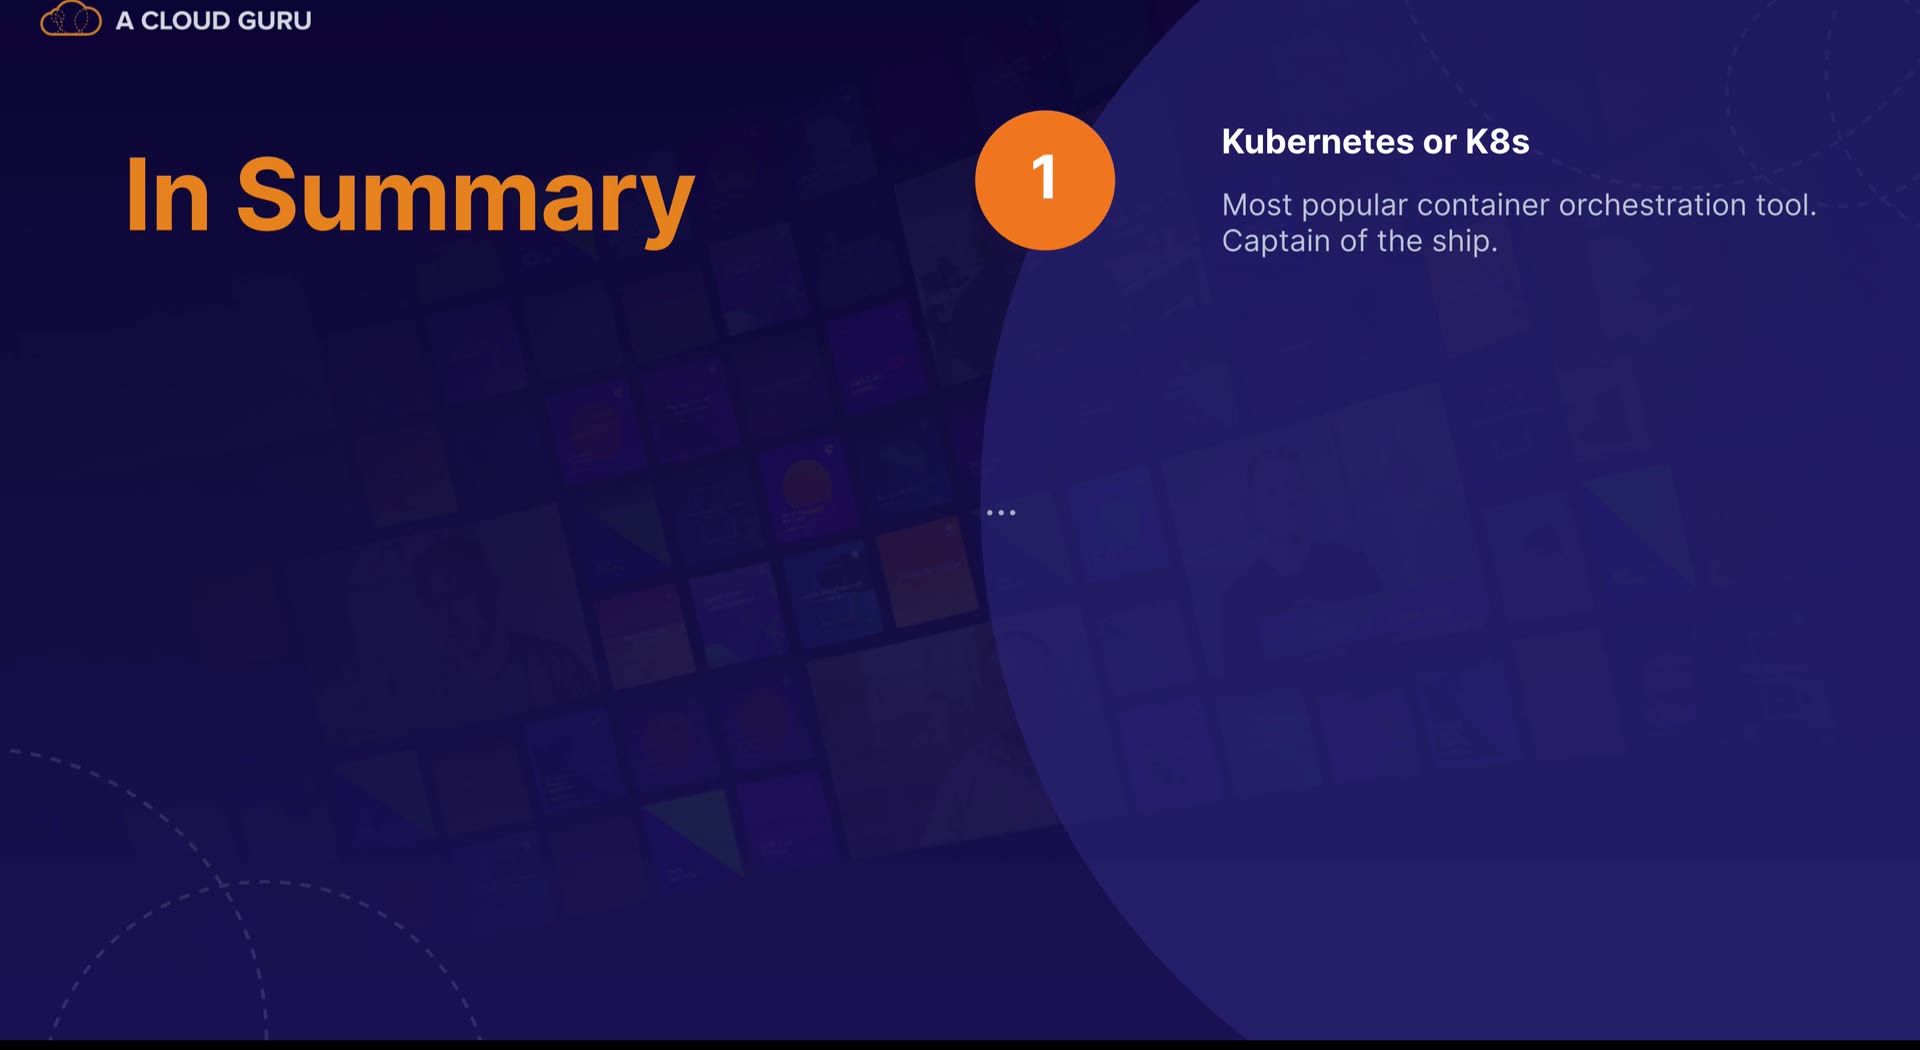 A CLOUD GURU
In Summary
1
Kubernetes or K8s
Most popular container orchestration tool.
Captain of the ship.
...